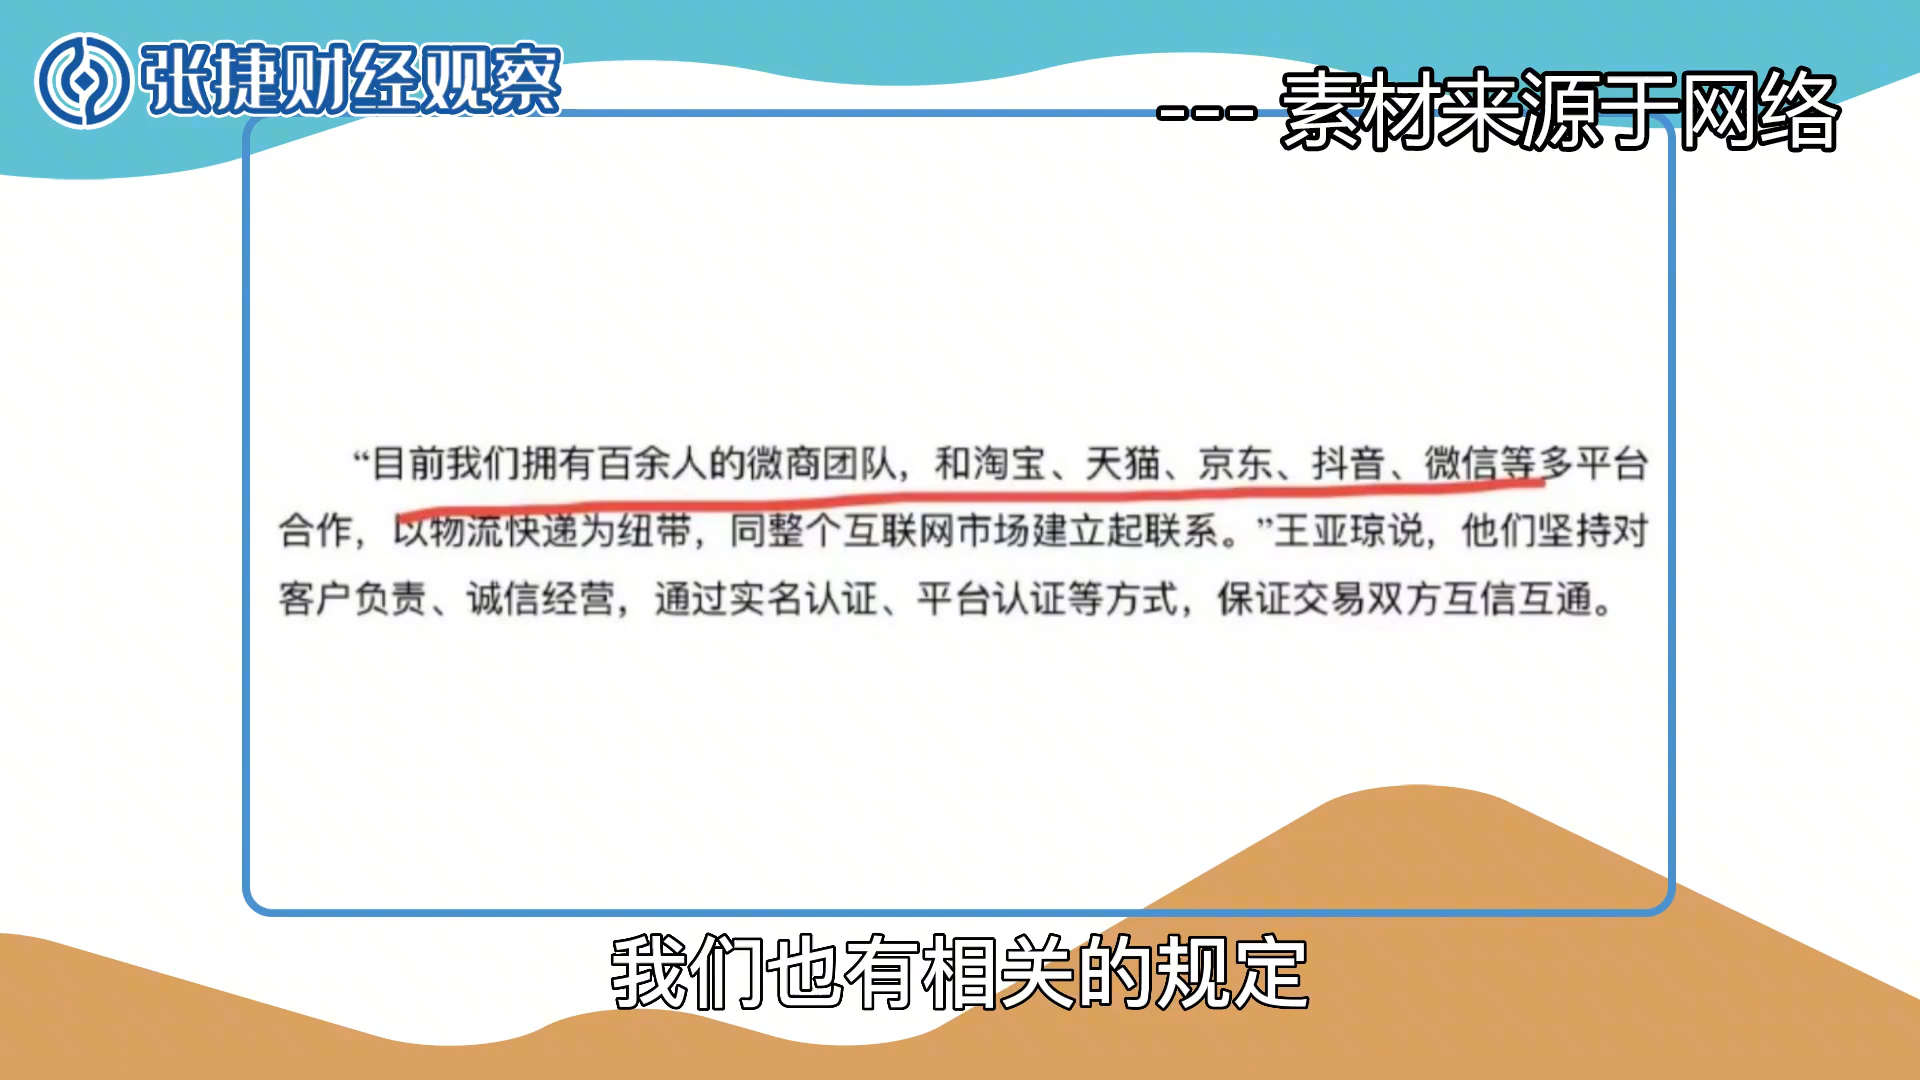 张捷财经观察
--- 素材来源于网络
“目前我们拥有百余人的微商团队，和淘宝、天猫、京东、抖音、微信等多平台
合作，以物流快递为纽带，同整个互联网市场建立起联系。”王亚琼说，他们坚持对
客户负责、诚信经营，通过实名认证、平台认证等方式，保证交易双方互信互通。
我们也有相关的规定